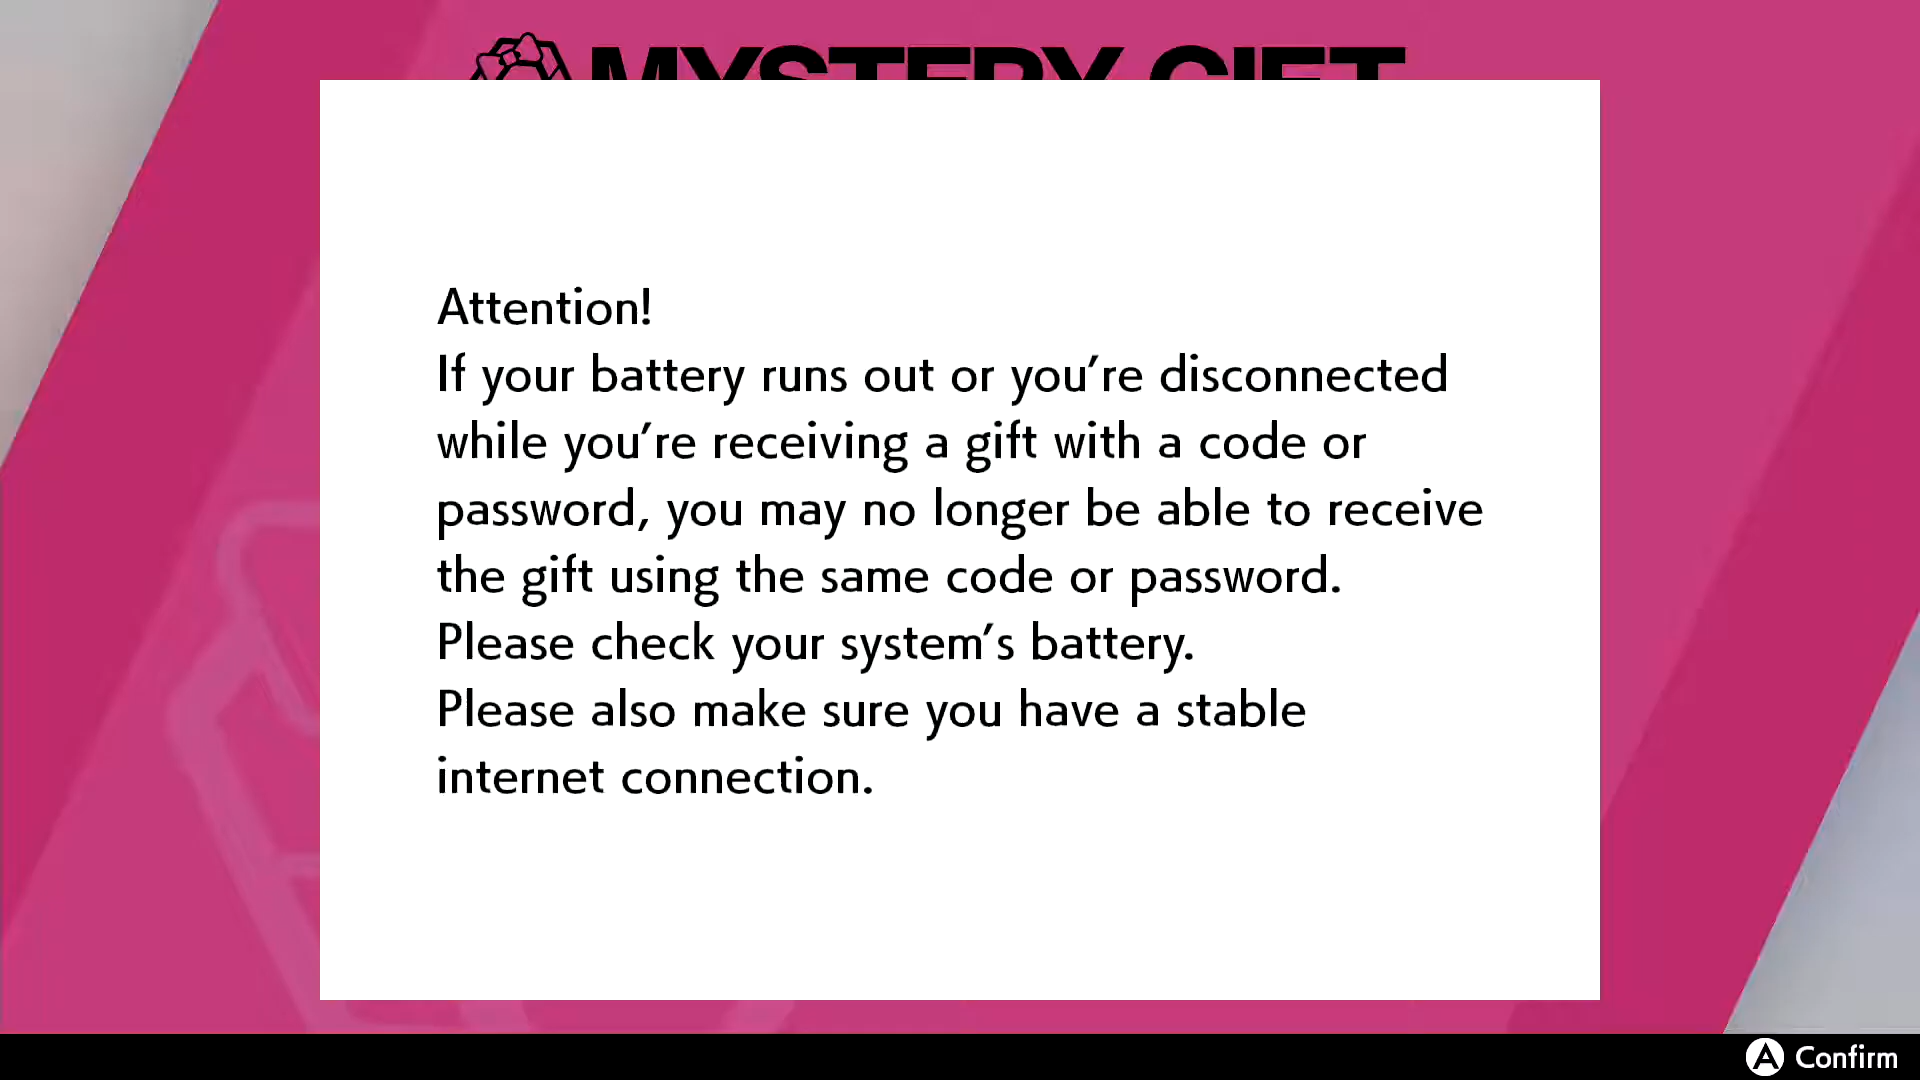 MYSTERY GIFT
Attention!
If your battery runs out or you’re disconnected
while you’re receiving a gift with a code or
password, you may no longer be able to receive
the gift using the same code or password.
Please check your system’s battery.
Please also make sure you have a stable
internet connection.
A Confirm